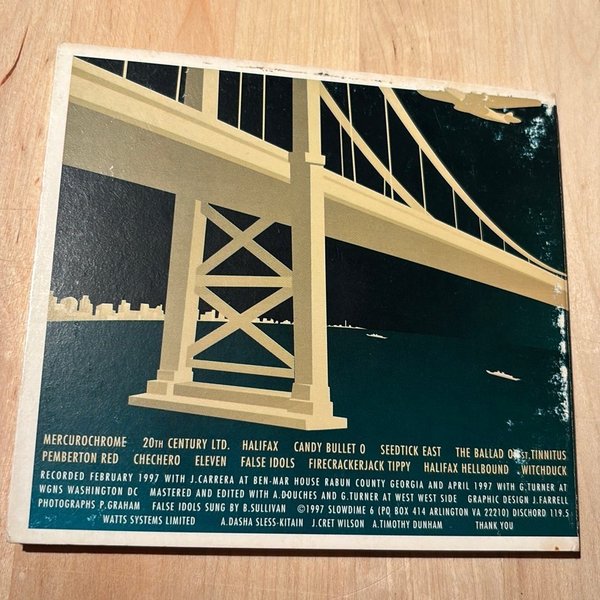 MERCUROCHROME 20TH CENTURY LTD. HALIFAX CANDY BULLET O SEEDTICK EAST THE BALLAD OF ST. TINNITUS
PEMBERTON RED CHECHERO ELEVEN FALSE IDOLS FIRECRACKERJACK TIPPY HALIFAX HELLBOUND WITCHDUCK
RECORDED FEBRUARY 1997 WITH J.CARRERA AT BEN-MAR HOUSE RABUN COUNTY GEORGIA AND APRIL 1997 WITH G.TURNER AT
WGNS WASHINGTON DC MASTERED AND EDITED WITH A.DOUCHES AND G.TURNER AT WEST WEST SIDE GRAPHIC DESIGN J.FARRELL
PHOTOGRAPHS P.GRAHAM FALSE IDOLS SUNG BY B.SULLIVAN ©1997 SLOWDIME 6 (PO BOX 414 ARLINGTON VA 22210) DISCHORD 119.5
WATTS SYSTEMS LIMITED A.DASHA SLESS-KITAIN J.CRET WILSON A.TIMOTHY DUNHAM THANK YOU